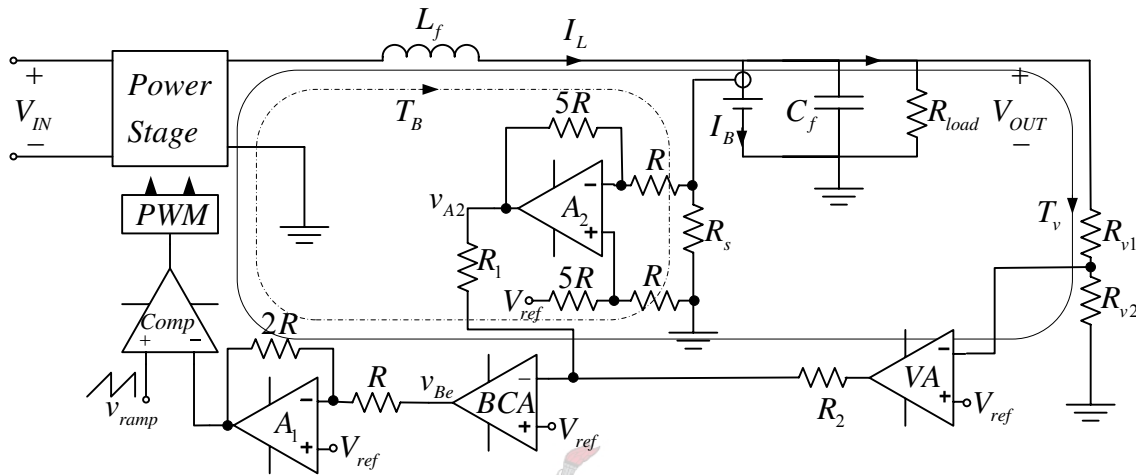 L_f
I_L
+
V_IN
−
Power
Stage
T_B
5R
R
I_B
C_f
R_load
+
V_OUT
−
PWM
v_A2
−
A_2
+
R_s
T_v
R_v1
R_1
5R
R
V_ref
R_v2
Comp
+
−
2R
v_ramp
R
v_Be
−
BCA
+
V_ref
R_2
−
VA
+
V_ref
−
A_1
+
V_ref